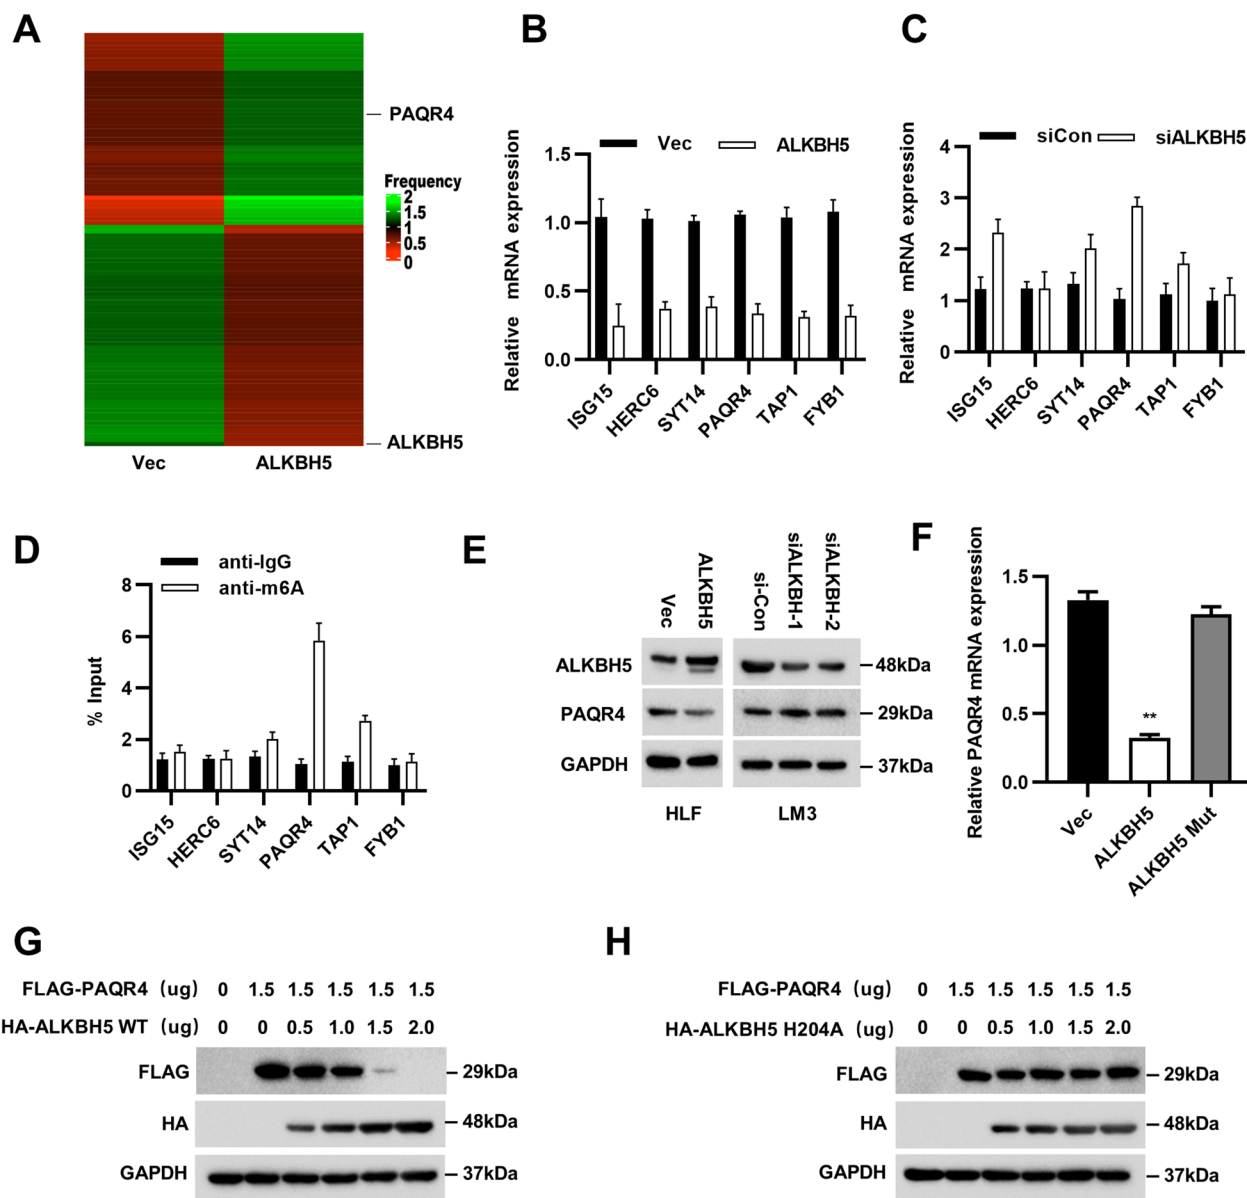 A
PAQR4
Frequency
2
1.5
1
0.5
0
ALKBH5
Vec ALKBH5
B
Vec ALKBH5
Relative mRNA expression
1.5
1.0
0.5
0.0
ISG15 HERC6 SYT14 PAQR4 TAP1 FYB1
C
siCon siALKBH5
Relative mRNA expression
4
3
2
1
0
ISG15 HERC6 SYT14 PAQR4 TAP1 FYB1
D
anti-IgG
anti-m6A
% Input
8
6
4
2
0
ISG15 HERC6 SYT14 PAQR4 TAP1 FYB1
E
Vec ALKBH5 si-Con siALKBH-1 siALKBH-2
ALKBH5 48kDa
PAQR4 29kDa
GAPDH 37kDa
HLF LM3
F
Relative PAQR4 mRNA expression
1.5
1.0
0.5
0.0
**
Vec ALKBH5 ALKBH5 Mut
G
FLAG-PAQR4 (ug) 0 1.5 1.5 1.5 1.5 1.5
HA-ALKBH5 WT (ug) 0 0 0.5 1.0 1.5 2.0
FLAG 29kDa
HA 48kDa
GAPDH 37kDa
H
FLAG-PAQR4 (ug) 0 1.5 1.5 1.5 1.5 1.5
HA-ALKBH5 H204A (ug) 0 0 0.5 1.0 1.5 2.0
FLAG 29kDa
HA 48kDa
GAPDH 37kDa